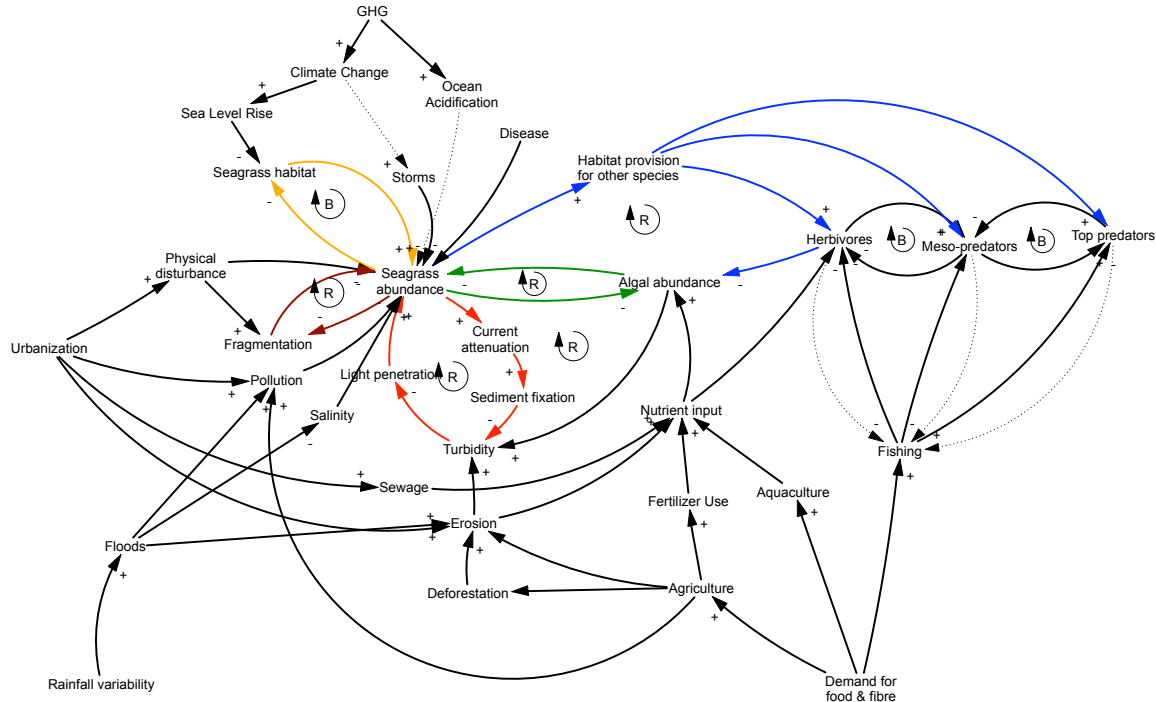 GHG
Climate Change
Ocean
Acidification
Sea Level Rise
Disease
Seagrass habitat
Storms
Habitat provision
for other species
B
R
Herbivores
B
Meso-predators
B
Top predators
Physical
disturbance
Seagrass
abundance
R
R
Algal abundance
Urbanization
Fragmentation
Current
attenuation
R
Light penetration
R
Pollution
Sediment fixation
Salinity
Nutrient input
Turbidity
Fishing
Sewage
Fertilizer Use
Aquaculture
Erosion
Floods
Deforestation
Agriculture
Rainfall variability
Demand for
food & fibre